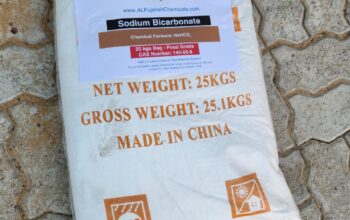 www.ALFujairahChemicals.com
Sodium Bicarbonate
Chemical Formula: NaHCO3
25 kgs Bag - Food Grade
CAS Number: 144-55-8
NET WEIGHT: 25KGS
GROSS WEIGHT: 25.1KGS
MADE IN CHINA